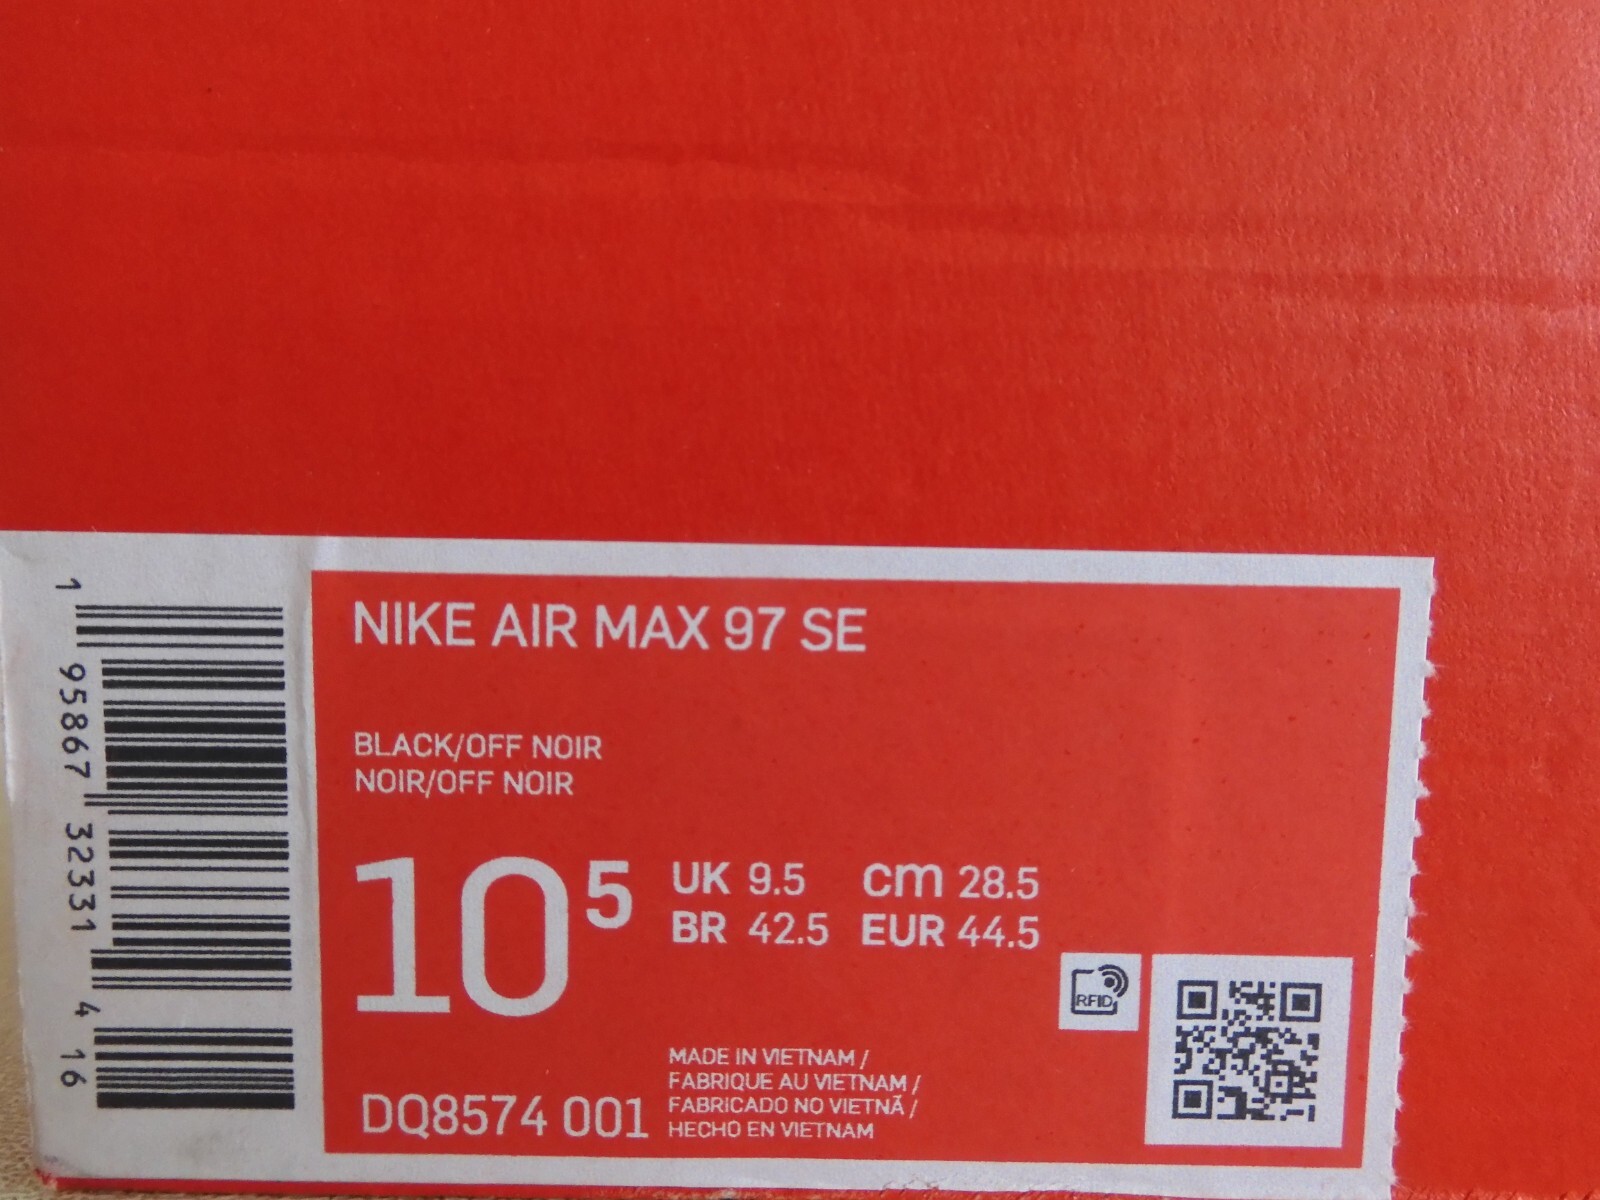 NIKE AIR MAX 97 SE
BLACK/OFF NOIR
NOIR/OFF NOIR
10 5
UK 9.5 cm 28.5
BR 42.5 EUR 44.5
RFID
MADE IN VIETNAM /
FABRIQUE AU VIETNAM /
FABRICADO NO VIETNÃ /
HECHO EN VIETNAM
DQ8574 001
1 95867 32331 4 16